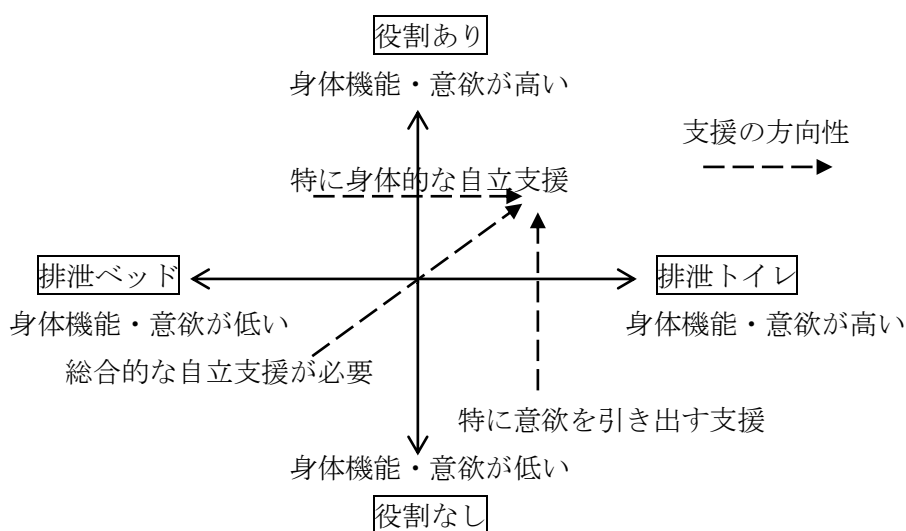 役割あり
身体機能・意欲が高い
支援の方向性
特に身体的な自立支援
排泄ベッド
排泄トイレ
身体機能・意欲が低い
身体機能・意欲が高い
総合的な自立支援が必要
特に意欲を引き出す支援
身体機能・意欲が低い
役割なし